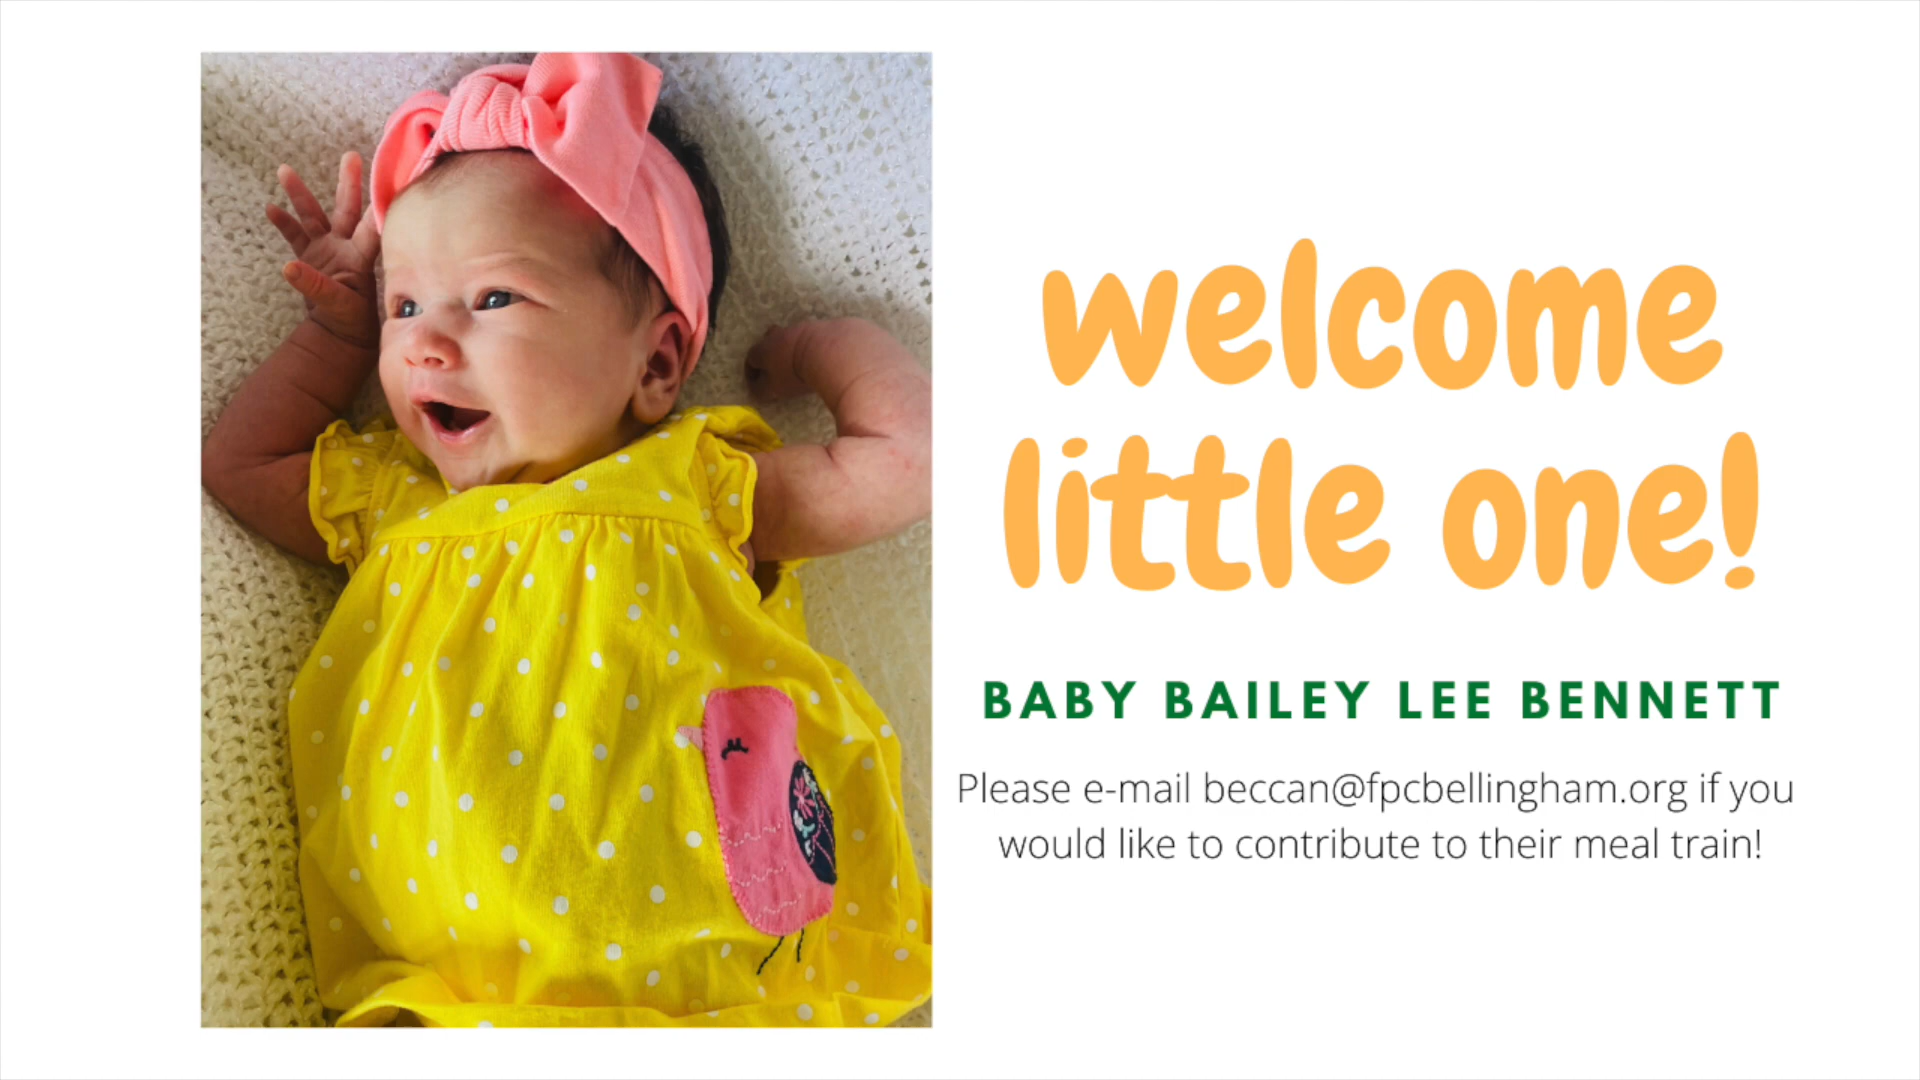 welcome
little one!
BABY BAILEY LEE BENNETT
Please e-mail beccan@fpcbellingham.org if you
would like to contribute to their meal train!